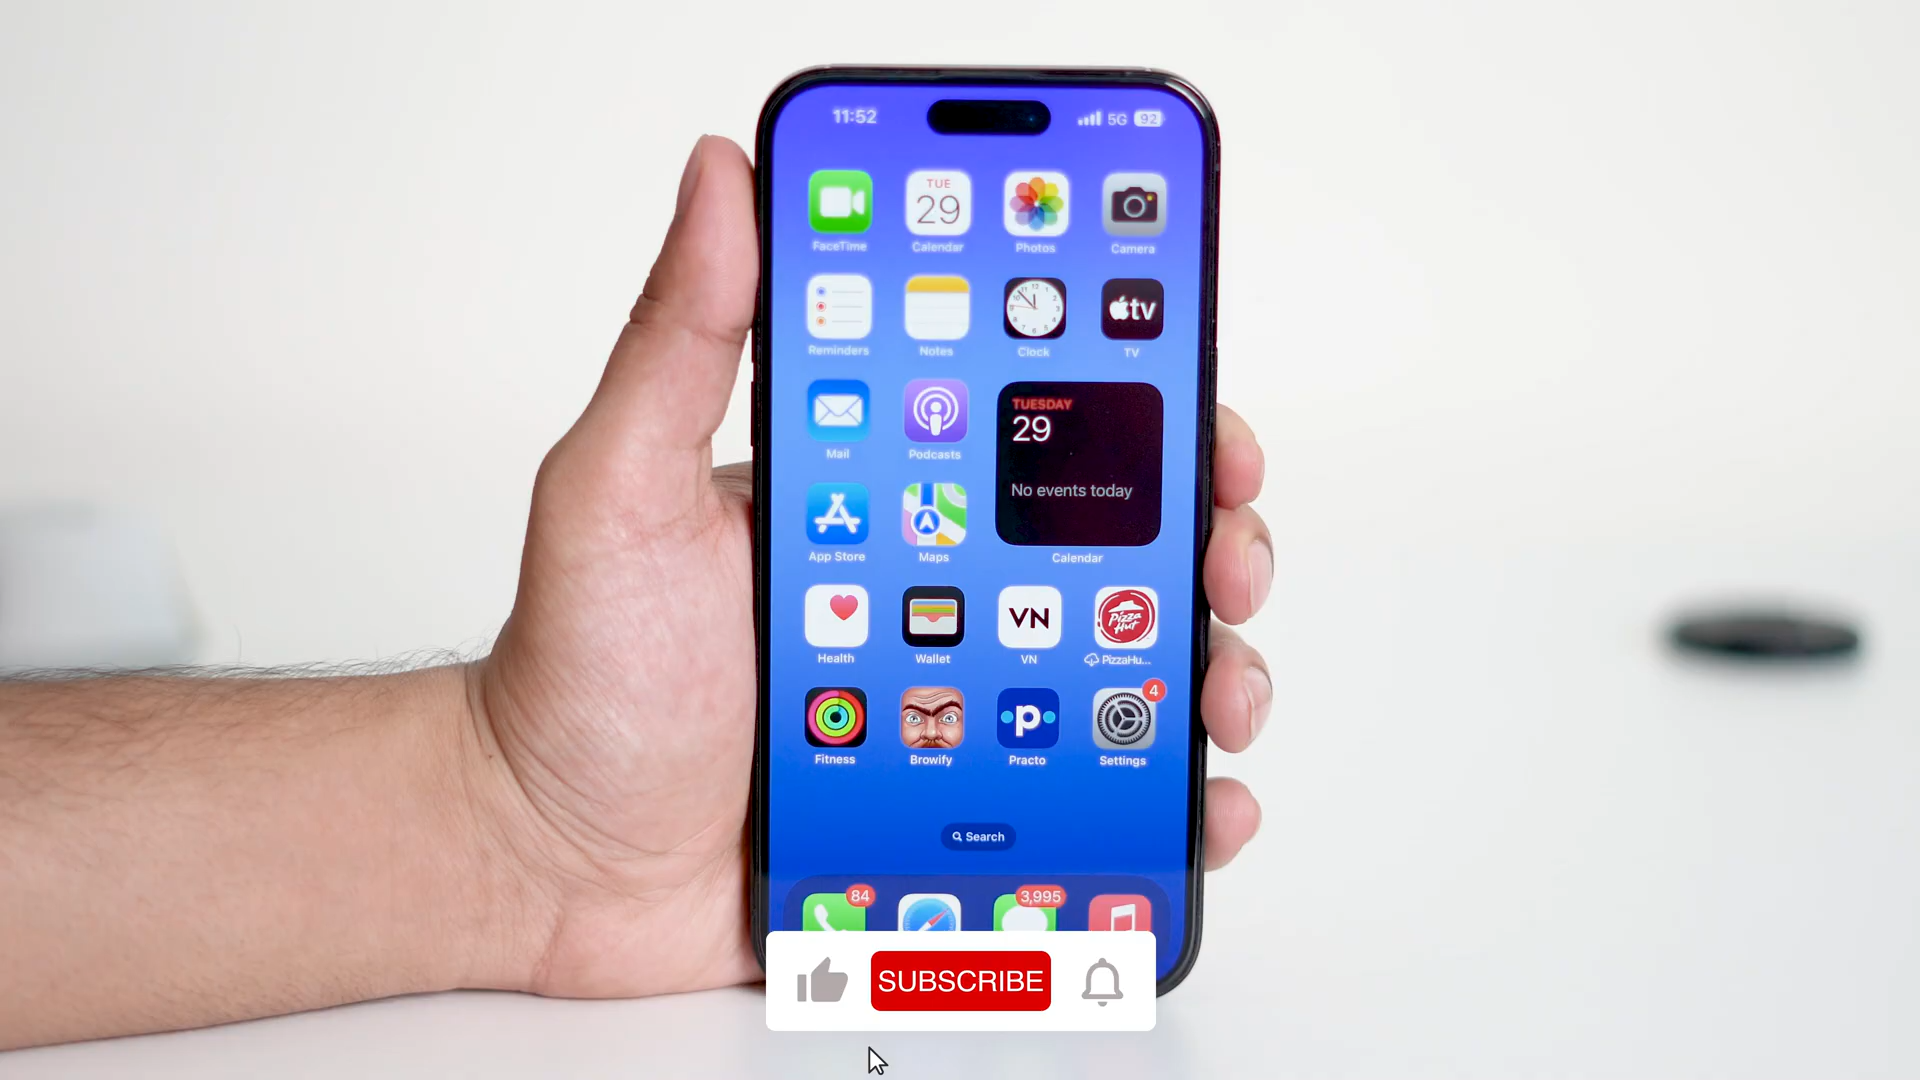 11:52
5G 92
TUE
29
FaceTime Calendar Photos Camera
tv
Reminders Notes Clock TV
TUESDAY
29
No events today
Mail Podcasts
App Store Maps Calendar
VN
Pizza Hut
Health Wallet VN PizzaHu...
p
4
Fitness Browify Practo Settings
Search
84
3,995
SUBSCRIBE